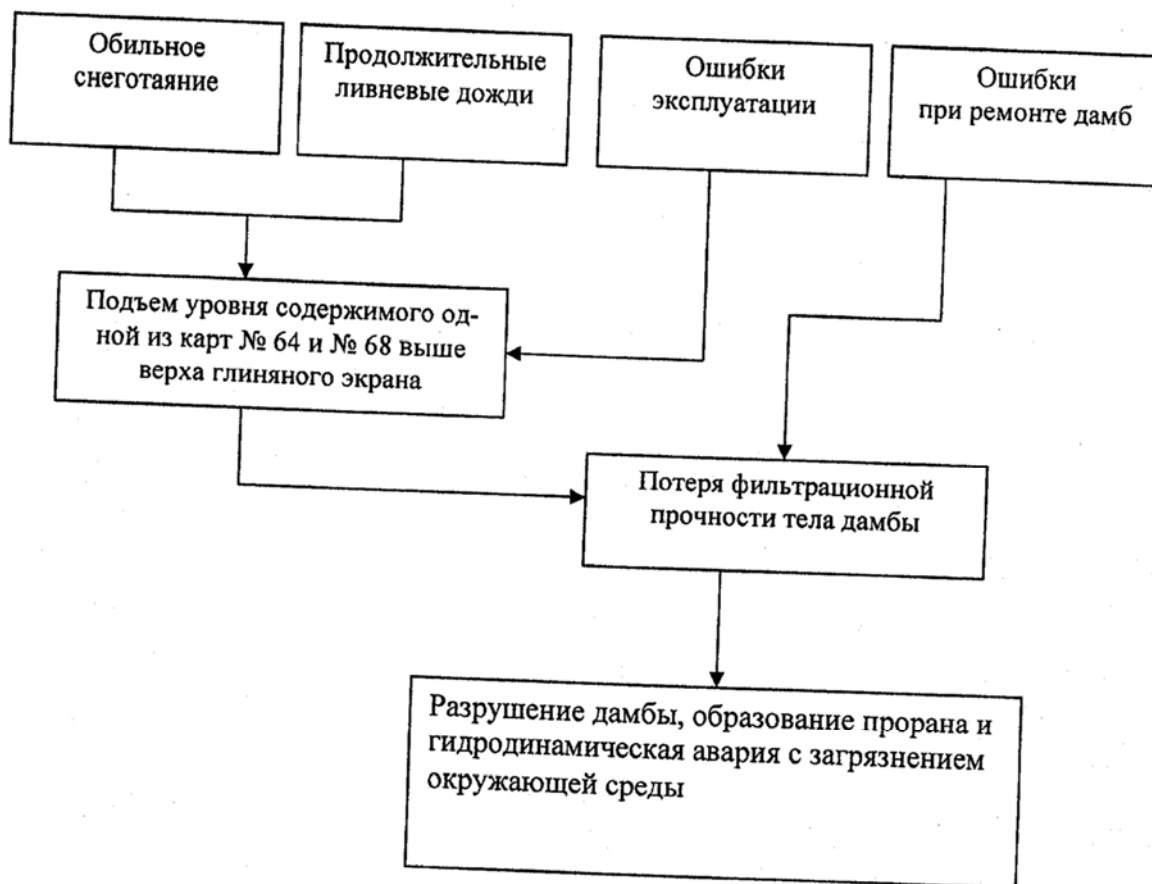 Обильное
снеготаяние
Продолжительные
ливневые дожди
Ошибки
эксплуатации
Ошибки
при ремонте дамб
Подъем уровня содержимого од-
ной из карт № 64 и № 68 выше
верха глиняного экрана
Потеря фильтрационной
прочности тела дамбы
Разрушение дамбы, образование прорана и
гидродинамическая авария с загрязнением
окружающей среды